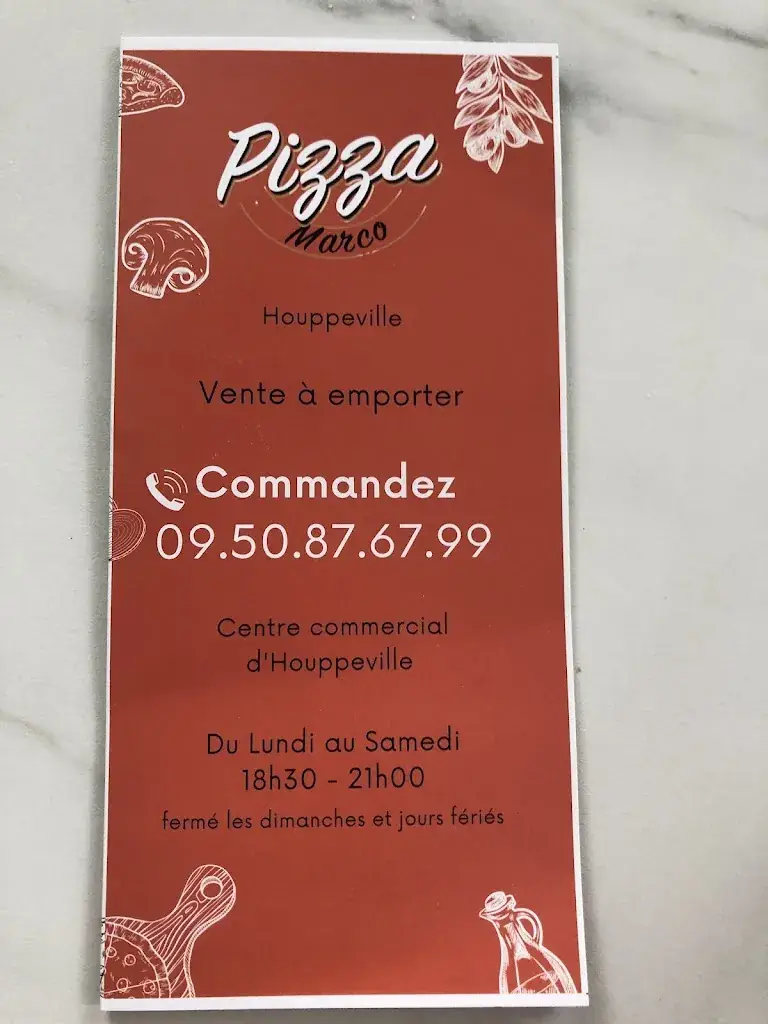 Pizza
Marco
Houppeville
Vente à emporter
Commandez
09.50.87.67.99
Centre commercial
d'Houppeville
Du Lundi au Samedi
18h30 - 21h00
fermé les dimanches et jours fériés